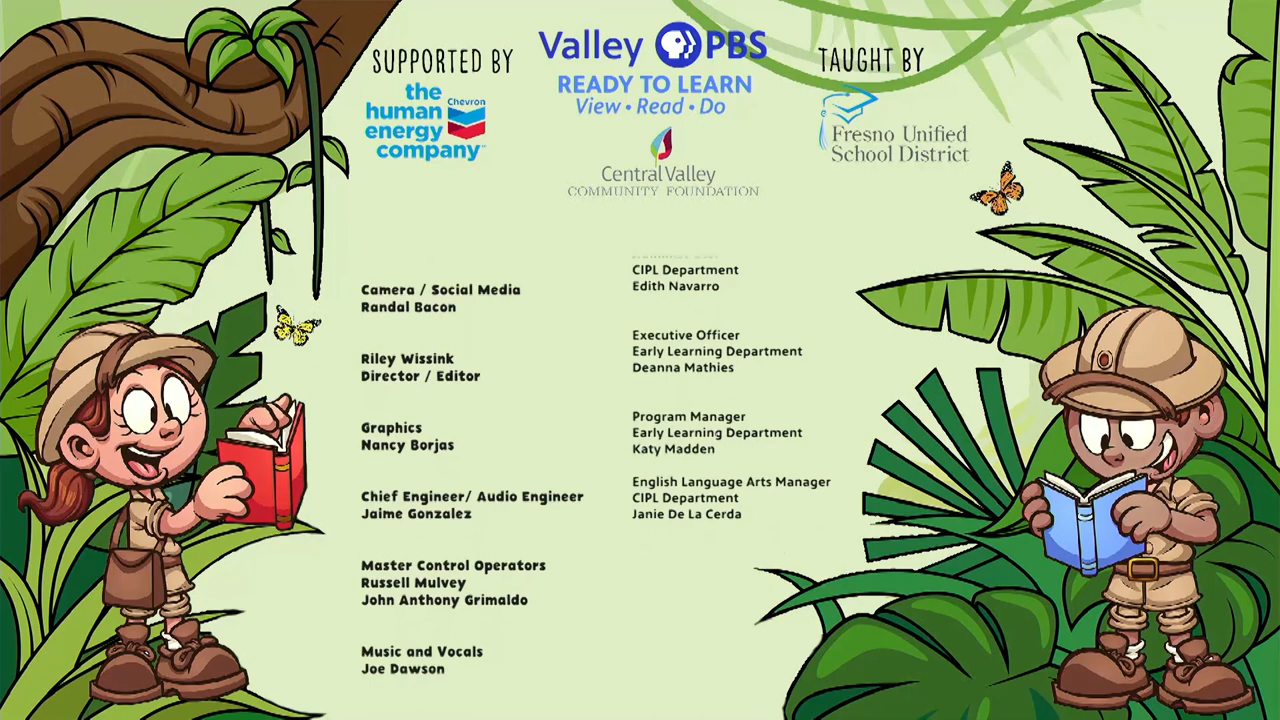 SUPPORTED BY
the
human
energy
company™
Chevron
Valley PBS
READY TO LEARN
View • Read • Do
Central Valley
COMMUNITY FOUNDATION
TAUGHT BY
Fresno Unified
School District
Camera / Social Media
Randal Bacon
Riley Wissink
Director / Editor
Graphics
Nancy Borjas
Chief Engineer/ Audio Engineer
Jaime Gonzalez
Master Control Operators
Russell Mulvey
John Anthony Grimaldo
Music and Vocals
Joe Dawson
CIPL Department
Edith Navarro
Executive Officer
Early Learning Department
Deanna Mathies
Program Manager
Early Learning Department
Katy Madden
English Language Arts Manager
CIPL Department
Janie De La Cerda